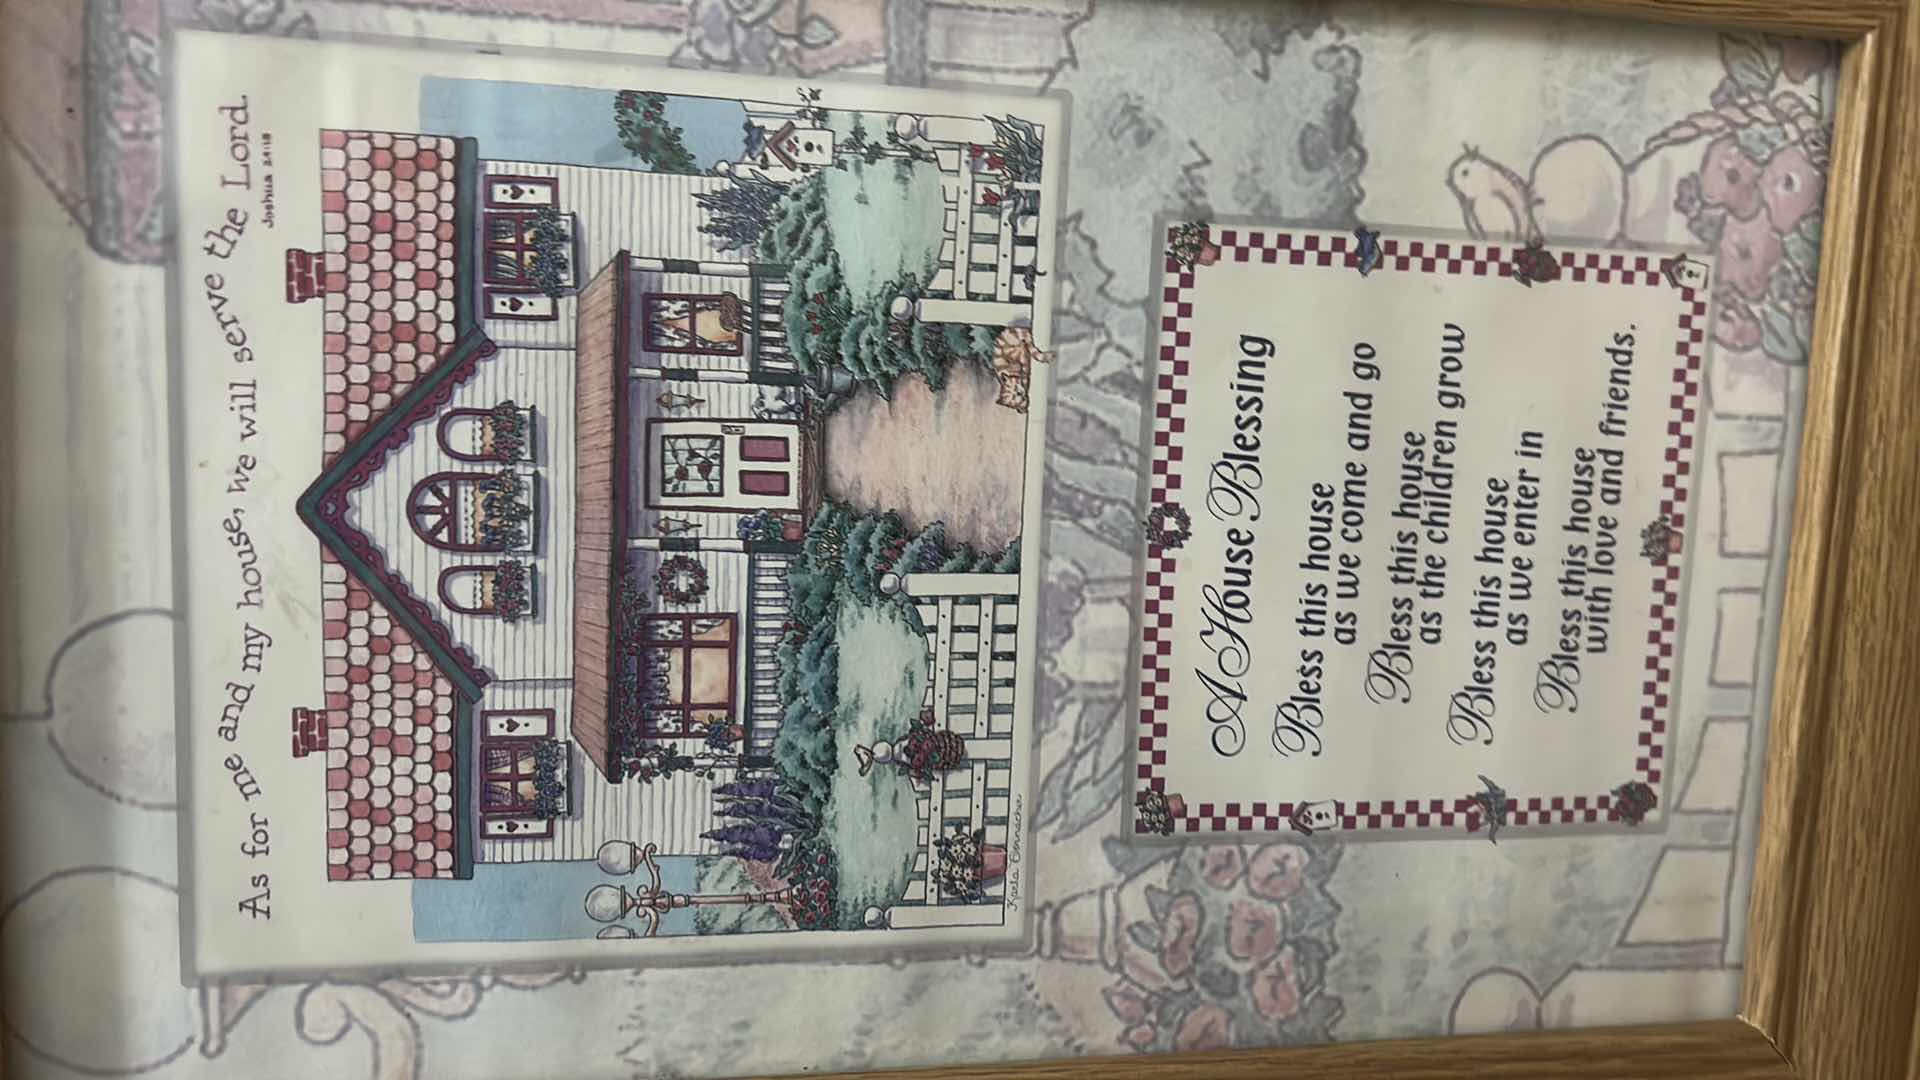 As for me and my house, we will serve the Lord.
Joshua 24:15
A House Blessing
Bless this house
as we come and go
Bless this house
as the children grow
Bless this house
as we enter in
Bless this house
with love and friends.